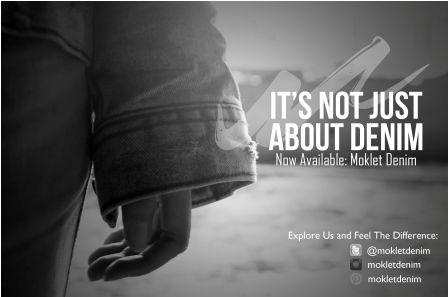 IT'S NOT JUST
ABOUT DENIM
Now Available: Moklet Denim
Explore Us and Feel The Difference:
@mokletdenim
mokletdenim
mokletdenim